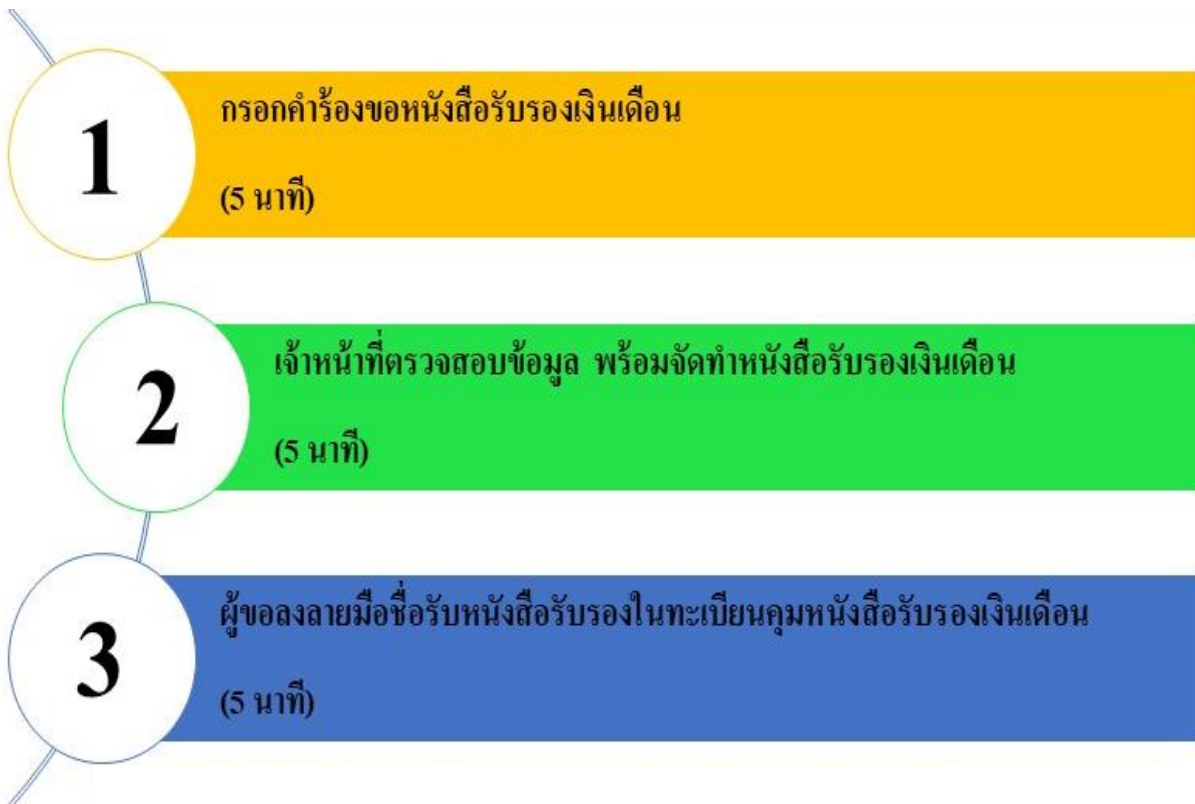 1
กรอกคำร้องขอหนังสือรับรองเงินเดือน
(5 นาที)
2
เจ้าหน้าที่ตรวจสอบข้อมูล พร้อมจัดทำหนังสือรับรองเงินเดือน
(5 นาที)
3
ผู้ขอลงลายมือชื่อรับหนังสือรับรองในทะเบียนคุมหนังสือรับรองเงินเดือน
(5 นาที)